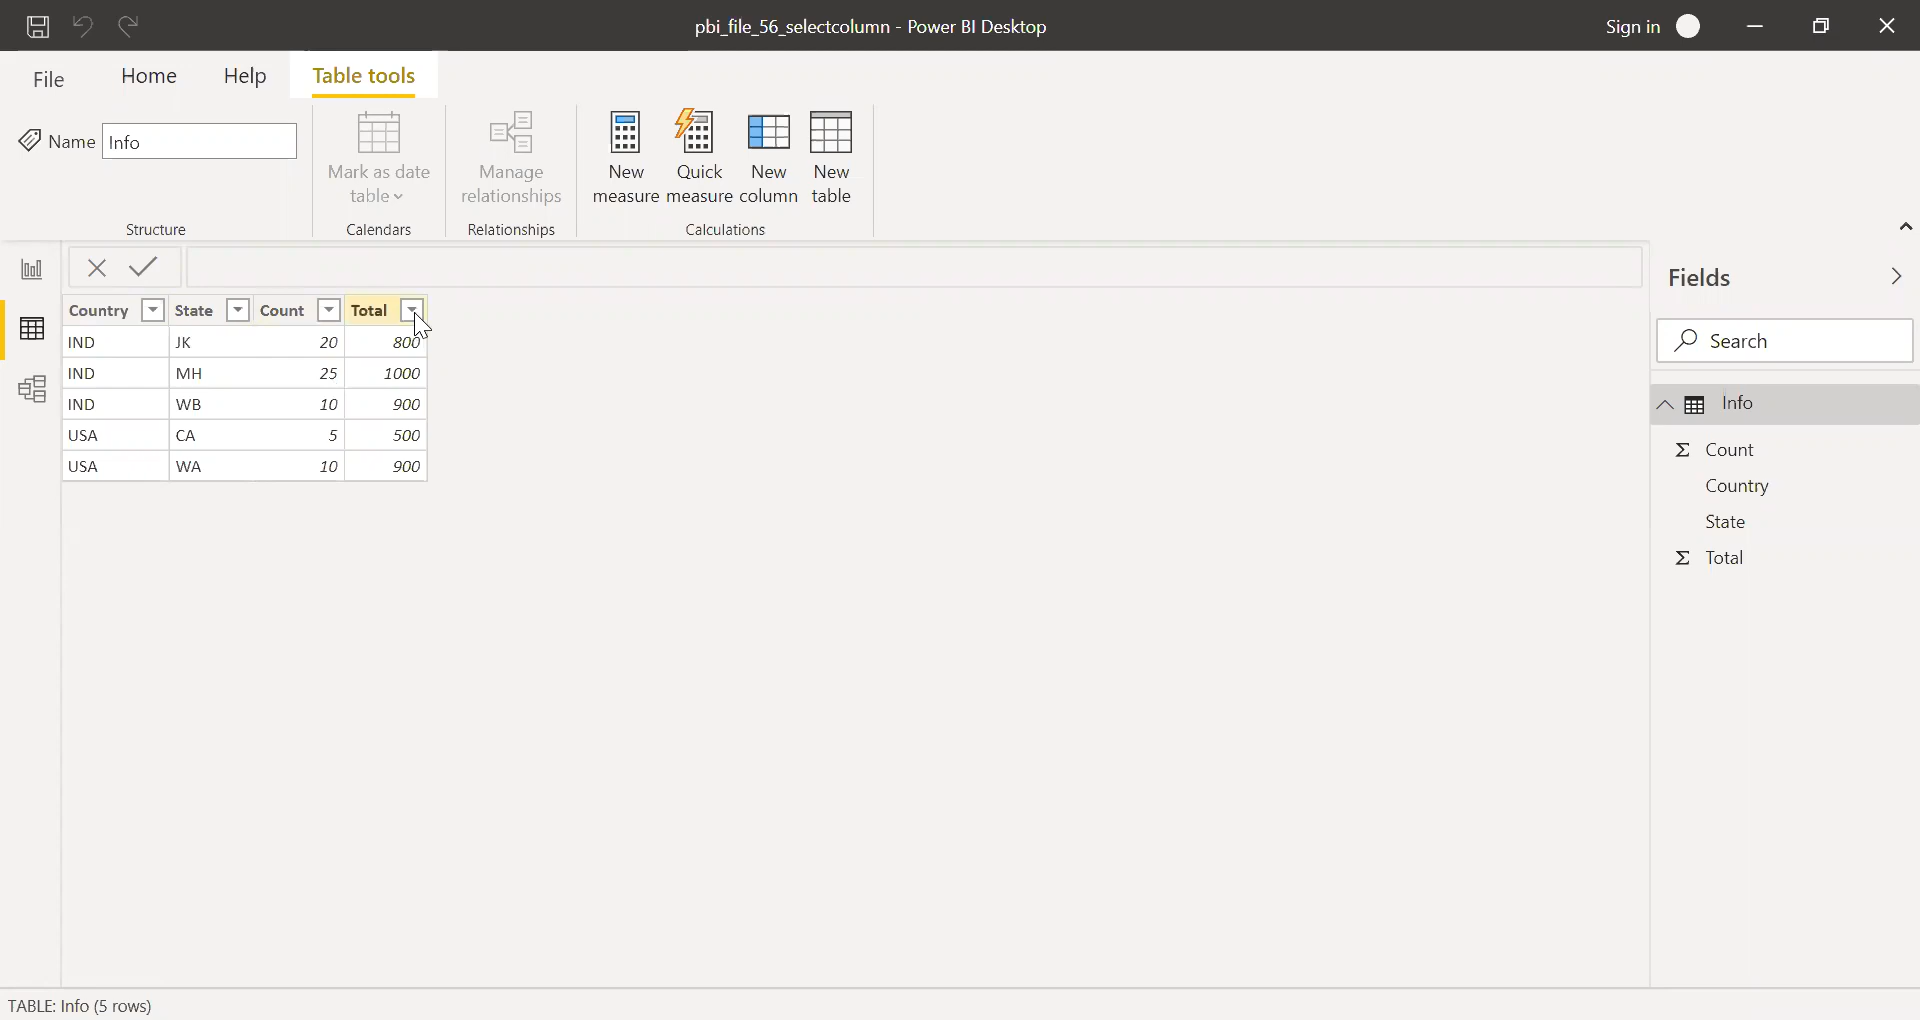 pbi_file_56_selectcolumn - Power BI Desktop
Sign in
File Home Help Table tools
Name Info
Mark as date table
Manage relationships
New measure
Quick measure
New column
New table
Structure Calendars Relationships Calculations
Fields
Country State Count Total
IND JK 20 800
IND MH 25 1000
IND WB 10 900
USA CA 5 500
USA WA 10 900
Search
Info
Σ Count
Country
State
Σ Total
TABLE: Info (5 rows)